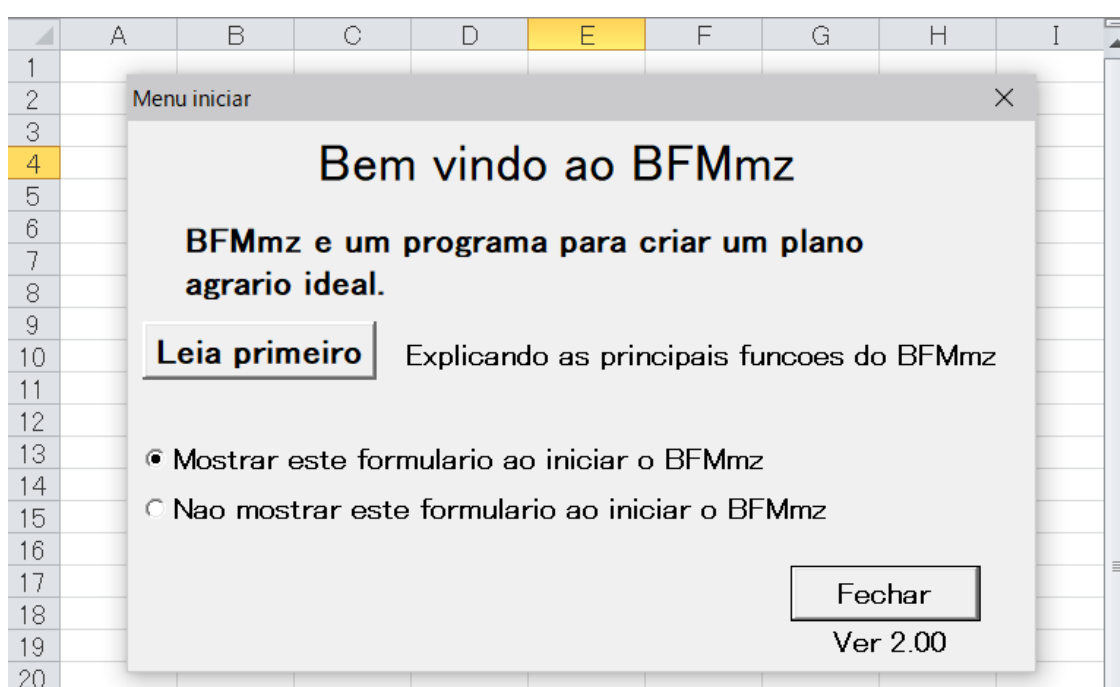 A B C D E F G H I
1
2
3
4
5
6
7
8
9
10
11
12
13
14
15
16
17
18
19
20
Menu iniciar
Bem vindo ao BFMmz
BFMmz e um programa para criar um plano
agrario ideal.
Leia primeiro Explicando as principais funcoes do BFMmz
Mostrar este formulario ao iniciar o BFMmz
Nao mostrar este formulario ao iniciar o BFMmz
Fechar
Ver 2.00